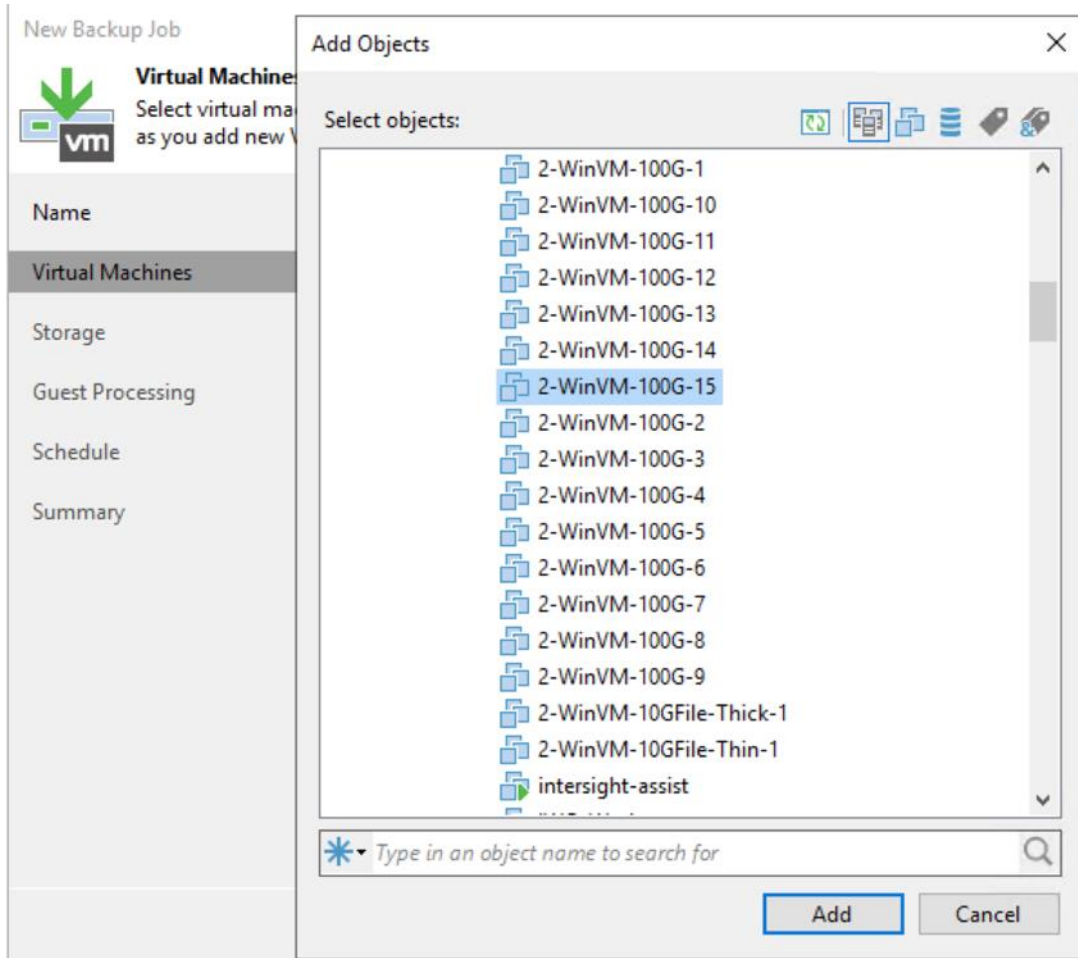 New Backup Job
Virtual Machines
Select virtual ma
as you add new V
Name
Virtual Machines
Storage
Guest Processing
Schedule
Summary
vm
Add Objects
Select objects:
2-WinVM-100G-1
2-WinVM-100G-10
2-WinVM-100G-11
2-WinVM-100G-12
2-WinVM-100G-13
2-WinVM-100G-14
2-WinVM-100G-15
2-WinVM-100G-2
2-WinVM-100G-3
2-WinVM-100G-4
2-WinVM-100G-5
2-WinVM-100G-6
2-WinVM-100G-7
2-WinVM-100G-8
2-WinVM-100G-9
2-WinVM-10GFile-Thick-1
2-WinVM-10GFile-Thin-1
intersight-assist
Type in an object name to search for
Add
Cancel